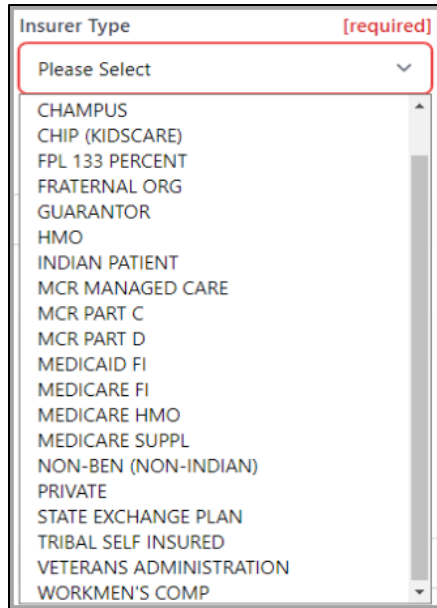 Insurer Type [required]
Please Select
CHAMPUS
CHIP (KIDSCARE)
FPL 133 PERCENT
FRATERNAL ORG
GUARANTOR
HMO
INDIAN PATIENT
MCR MANAGED CARE
MCR PART C
MCR PART D
MEDICAID FI
MEDICARE FI
MEDICARE HMO
MEDICARE SUPPL
NON-BEN (NON-INDIAN)
PRIVATE
STATE EXCHANGE PLAN
TRIBAL SELF INSURED
VETERANS ADMINISTRATION
WORKMEN'S COMP